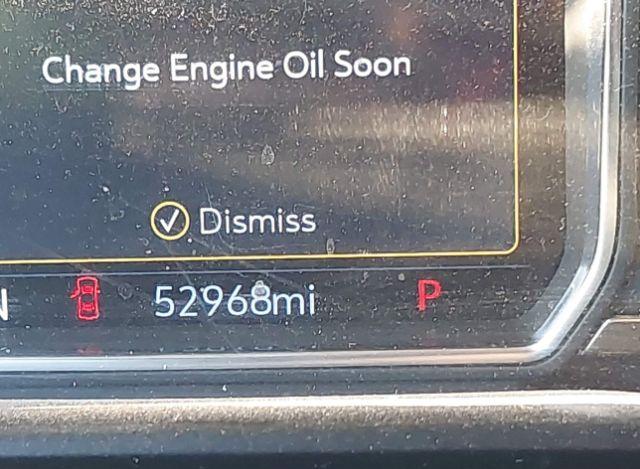 Change Engine Oil Soon
Dismiss
N 52968mi P